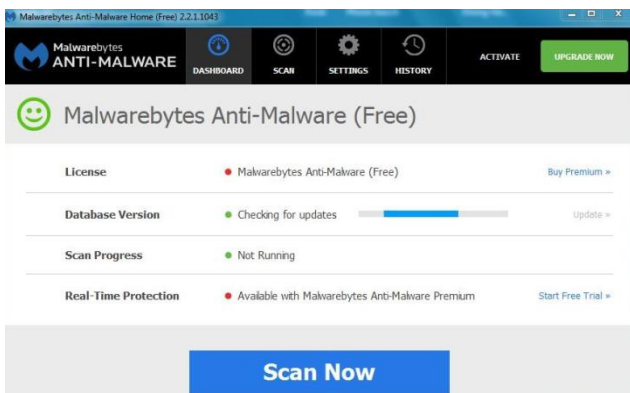 Malwarebytes Anti-Malware Home (Free) 2.2.1.1043
Malwarebytes
ANTI-MALWARE
DASHBOARD
SCAN
SETTINGS
HISTORY
ACTIVATE
UPGRADE NOW
Malwarebytes Anti-Malware (Free)
License Malwarebytes Anti-Malware (Free) Buy Premium »
Database Version Checking for updates Update »
Scan Progress Not Running
Real-Time Protection Available with Malwarebytes Anti-Malware Premium Start Free Trial »
Scan Now